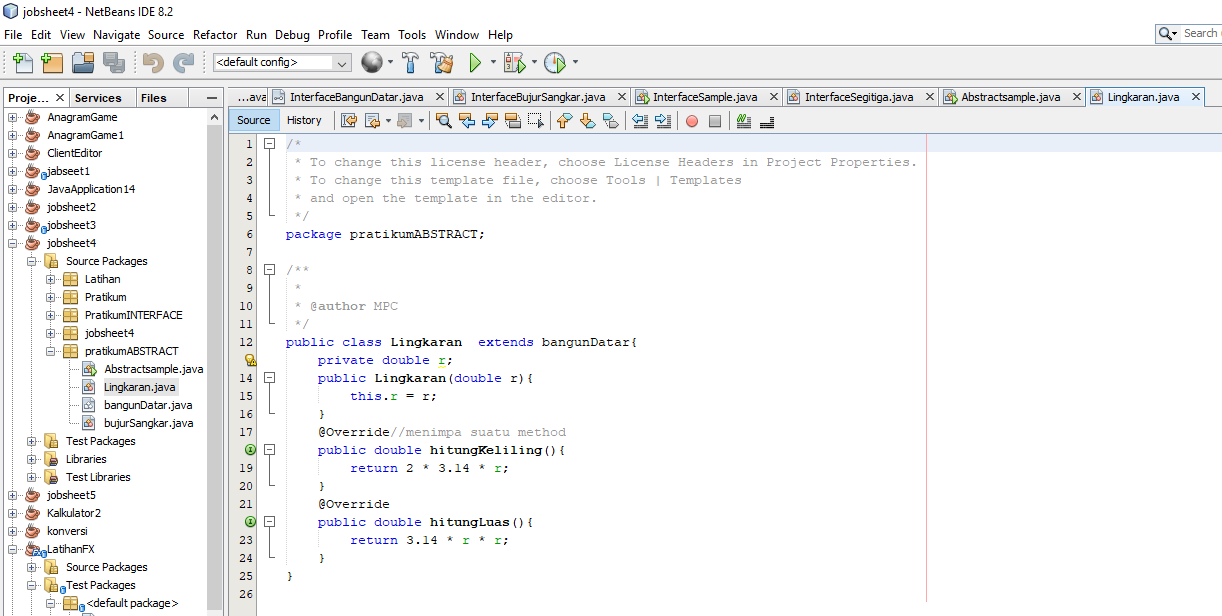 jobsheet4 - NetBeans IDE 8.2
File Edit View Navigate Source Refactor Run Debug Profile Team Tools Window Help
Search
<default config>
Proje... Services Files
...ava InterfaceBangunDatar.java InterfaceBujurSangkar.java InterfaceSample.java InterfaceSegitiga.java Abstractsample.java Lingkaran.java
Source History
AnagramGame
AnagramGame1
ClientEditor
jabseet1
JavaApplication14
jobsheet2
jobsheet3
jobsheet4
Source Packages
Latihan
Pratikum
PratikumINTERFACE
jobsheet4
pratikumABSTRACT
Abstractsample.java
Lingkaran.java
bangunDatar.java
bujurSangkar.java
Test Packages
Libraries
Test Libraries
jobsheet5
Kalkulator2
konversi
LatihanFX
Source Packages
Test Packages
<default package>
1 /*
2 * To change this license header, choose License Headers in Project Properties.
3 * To change this template file, choose Tools | Templates
4 * and open the template in the editor.
5 */
6 package pratikumABSTRACT;
7
8 /**
9 *
10 * @author MPC
11 */
12 public class Lingkaran  extends bangunDatar{
private double r;
14 public Lingkaran(double r){
15 this.r = r;
16 }
17 @Override//menimpa suatu method
public double hitungKeliling(){
19 return 2 * 3.14 * r;
20 }
21 @Override
public double hitungLuas(){
23 return 3.14 * r * r;
24 }
25 }
26